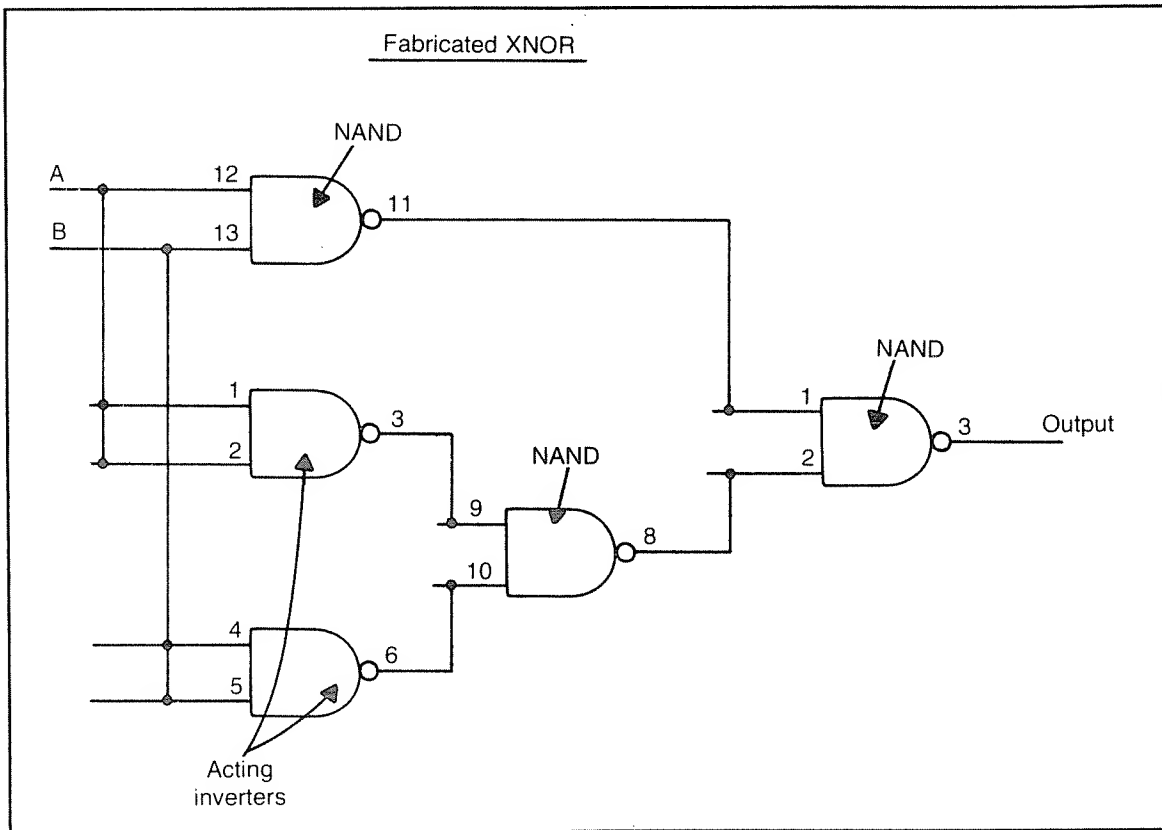 Fabricated XNOR
NAND
A
12
11
B
13
NAND
1
3
1
3
Output
2
NAND
2
9
8
10
4
6
5
Acting
inverters